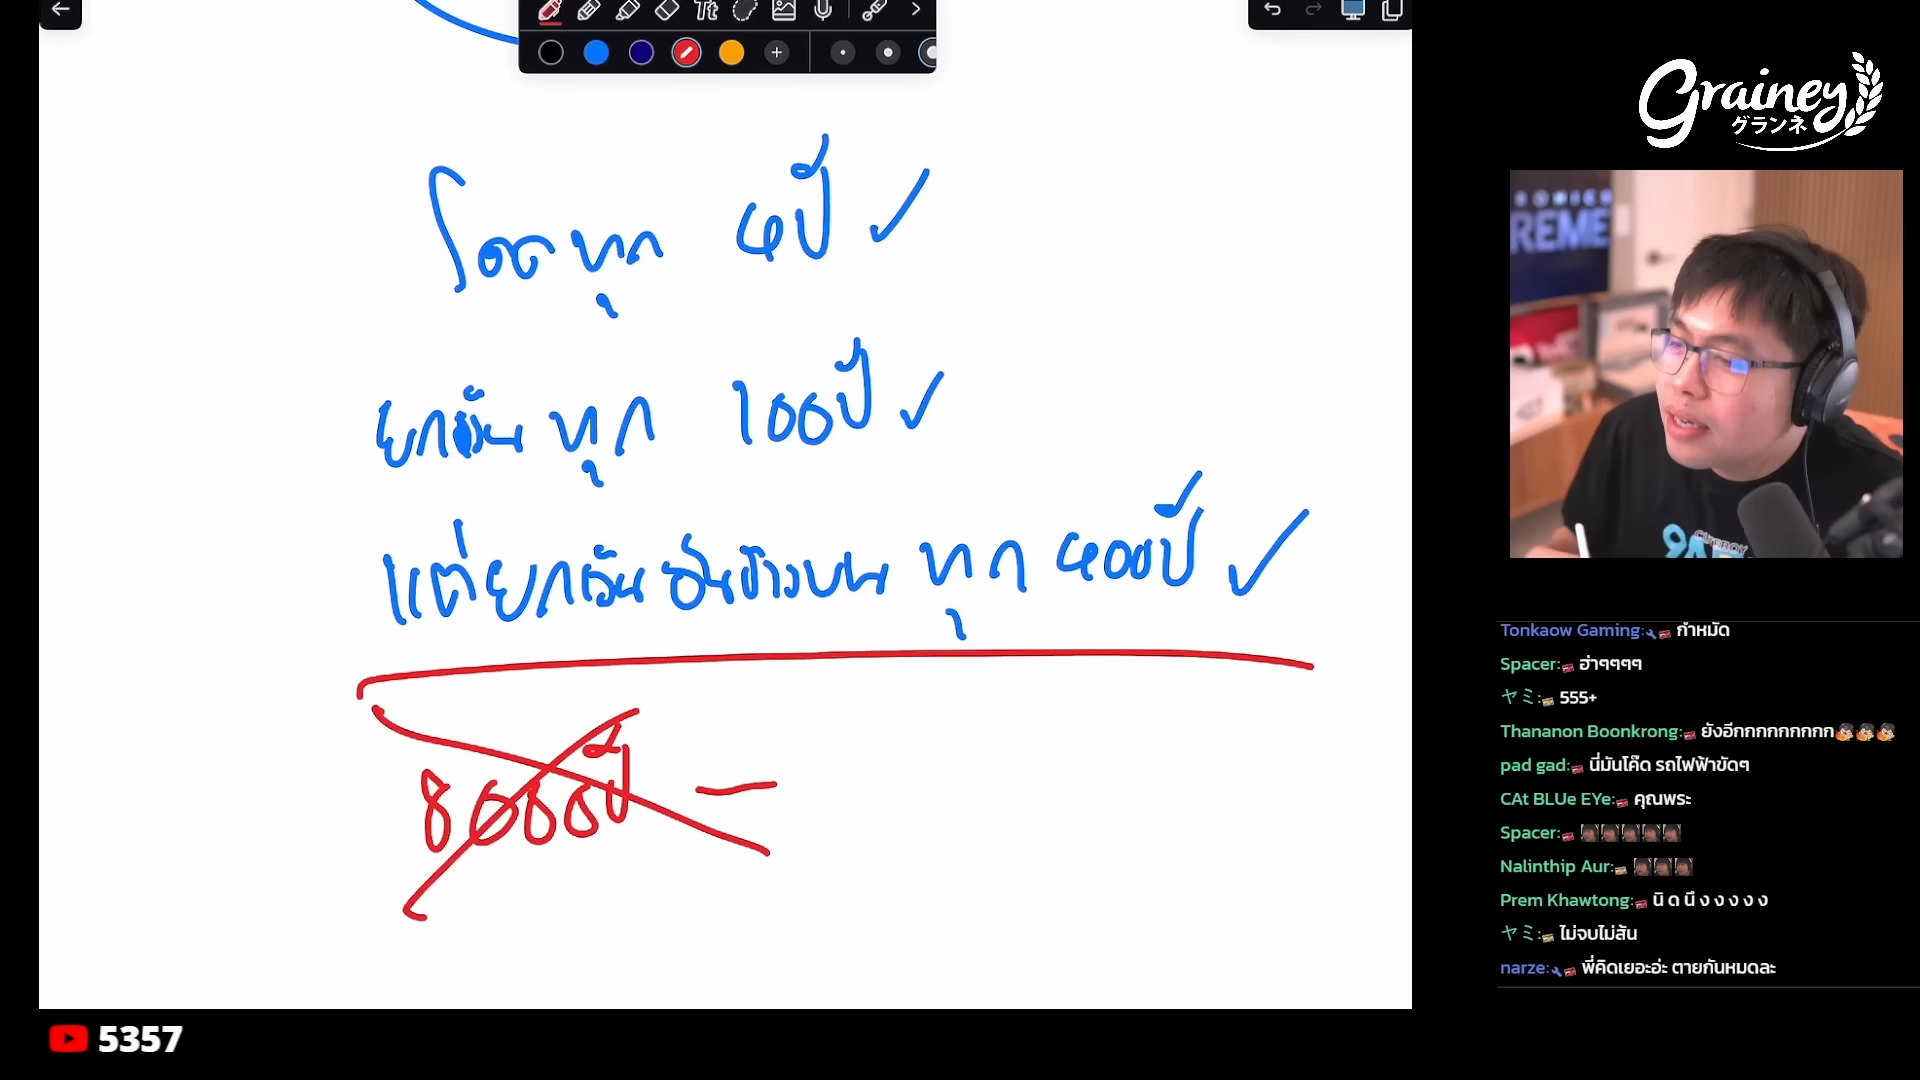 Tt
โดดทุก 4ปี ✓
ยกเว้น ทุก 100ปี ✓
แต่ยกเว้นอันข้างบน ทุก 400ปี ✓
8000ปี —
5357
Grainey
グランネ
REME
Tonkaow Gaming: ก๋าหมัด
Spacer: ฮ่าๆๆๆๆ
ヤミ: 555+
Thananon Boonkrong: ยังอีกกกกกกกกก
pad gad: นี่มันโค๊ด รถไฟฟ้าขัดๆ
CAt BLUe EYe: คุณพระ
Spacer:
Nalinthip Aur:
Prem Khawtong: นิ ด นึ ง ง ง ง ง
ヤミ: ไม่จบไม่สิ้น
narze: พี่คิดเยอะอ่ะ ตายกันหมดละ